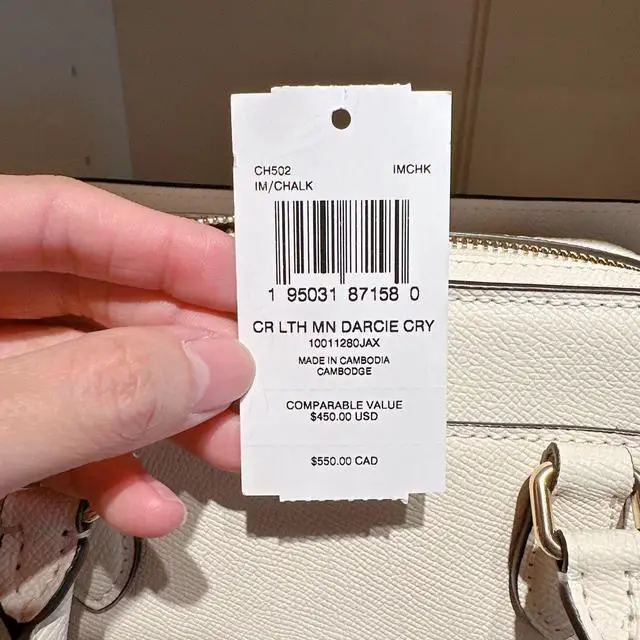 CH502 IMCHK
IM/CHALK
1 95031 87158 0
CR LTH MN DARCIE CRY
10011280JAX
MADE IN CAMBODIA
CAMBODGE
COMPARABLE VALUE
$450.00 USD
$550.00 CAD